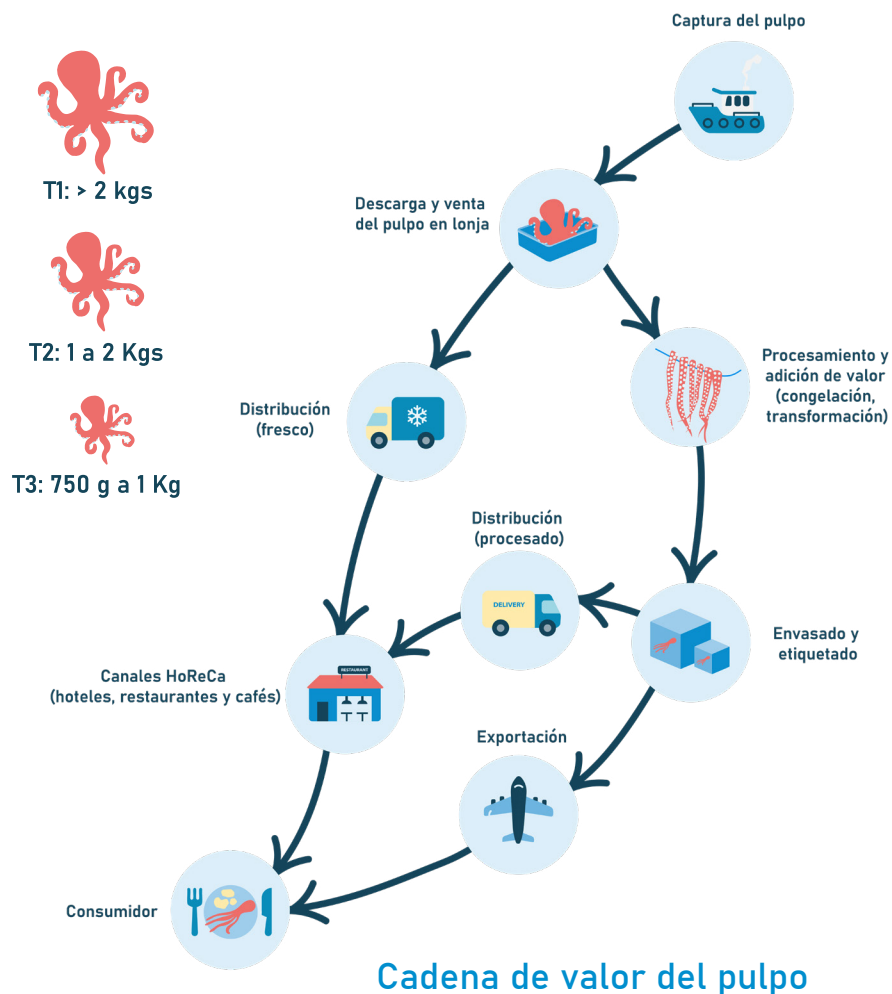 Captura del pulpo
T1: > 2 kgs
Descarga y venta
del pulpo en lonja
T2: 1 a 2 Kgs
Procesamiento y
adición de valor
(congelación,
transformación)
Distribución
(fresco)
T3: 750 g a 1 Kg
Distribución
(procesado)
DELIVERY
Envasado y
etiquetado
RESTAURANT
Canales HoReCa
(hoteles, restaurantes y cafés)
Exportación
Consumidor
Cadena de valor del pulpo